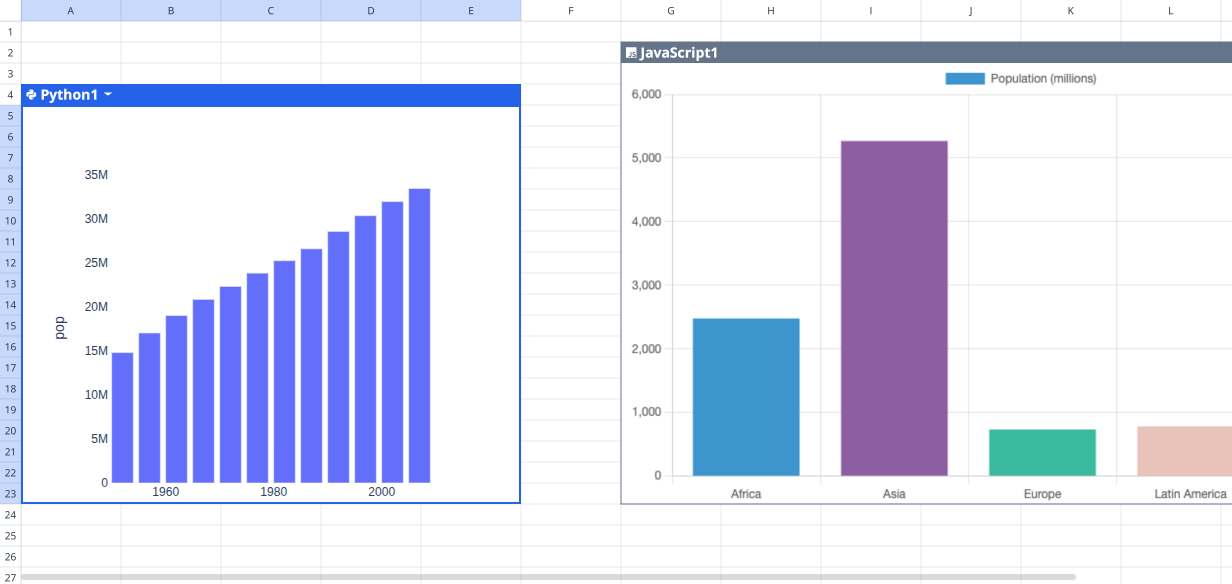 A B C D E F G H I J K L
1
2
3
4
5
6
7
8
9
10
11
12
13
14
15
16
17
18
19
20
21
22
23
24
25
26
27
Python1
35M
30M
25M
20M
15M
10M
5M
0
pop
1960 1980 2000
JS JavaScript1
Population (millions)
6,000
5,000
4,000
3,000
2,000
1,000
0
Africa Asia Europe Latin America